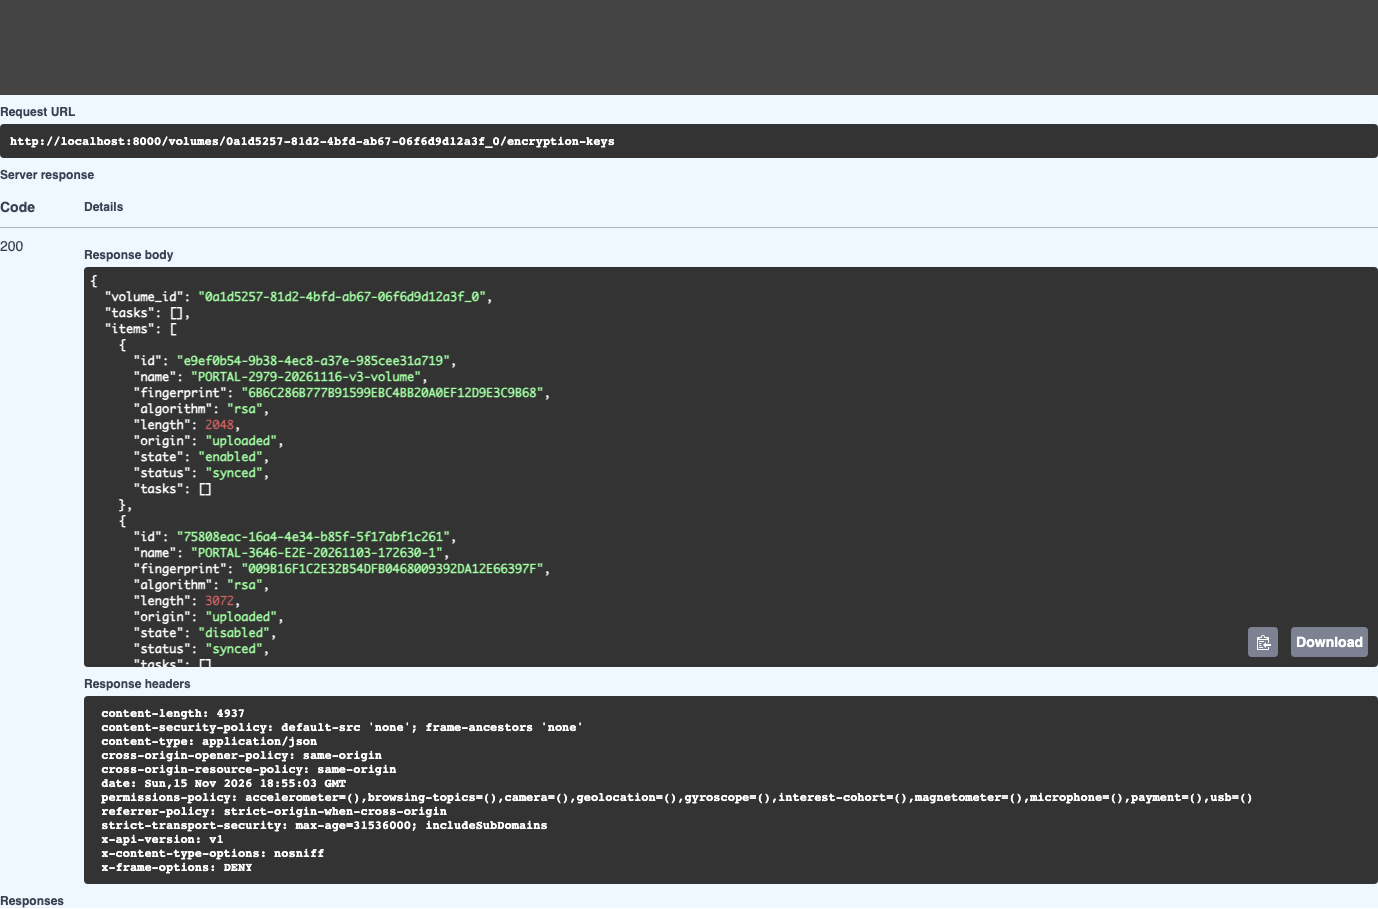 Request URL
http://localhost:8000/volumes/0a1d5257-81d2-4bfd-ab67-06f6d9d12a3f_0/encryption-keys
Server response
Code Details
200
Response body
{
  "volume_id": "0a1d5257-81d2-4bfd-ab67-06f6d9d12a3f_0",
  "tasks": [],
  "items": [
    {
      "id": "e9ef0b54-9b38-4ec8-a37e-985cee31a719",
      "name": "PORTAL-2979-20261116-v3-volume",
      "fingerprint": "6B6C286B777B91599EBC4BB20A0EF12D9E3C9B68",
      "algorithm": "rsa",
      "length": 2048,
      "origin": "uploaded",
      "state": "enabled",
      "status": "synced",
      "tasks": []
    },
    {
      "id": "75808eac-16a4-4e34-b85f-5f17abf1c261",
      "name": "PORTAL-3646-E2E-20261103-172630-1",
      "fingerprint": "009B16F1C2E32B54DFB0468009392DA12E66397F",
      "algorithm": "rsa",
      "length": 3072,
      "origin": "uploaded",
      "state": "disabled",
      "status": "synced",
      "tasks": []
Download
Response headers
content-length: 4937
content-security-policy: default-src 'none'; frame-ancestors 'none'
content-type: application/json
cross-origin-opener-policy: same-origin
cross-origin-resource-policy: same-origin
date: Sun,15 Nov 2026 18:55:03 GMT
permissions-policy: accelerometer=(),browsing-topics=(),camera=(),geolocation=(),gyroscope=(),interest-cohort=(),magnetometer=(),microphone=(),payment=(),usb=()
referrer-policy: strict-origin-when-cross-origin
strict-transport-security: max-age=31536000; includeSubDomains
x-api-version: v1
x-content-type-options: nosniff
x-frame-options: DENY
Responses